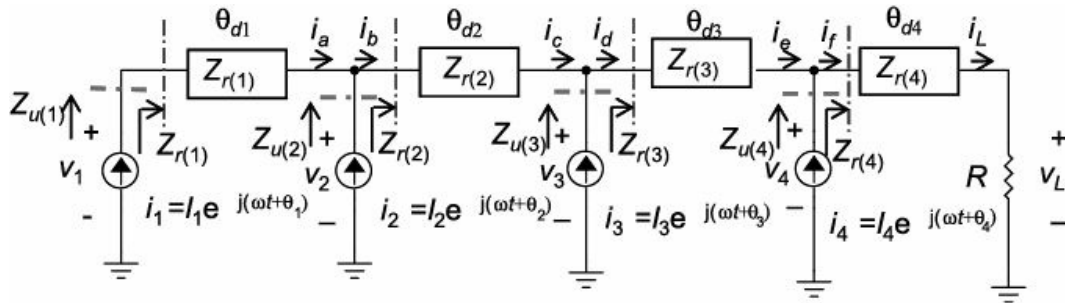 θd1 θd2 θd3 θd4
ia ib ic id ie if iL
Zr(1) Zr(2) Zr(3) Zr(4)
Zu(1) Zu(2) Zu(3) Zu(4)
Zr(1) Zr(2) Zr(3) Zr(4)
+ + + + +
v1 v2 v3 v4 R vL
- – – – –
i1 =I1e j(ωt+θ1) i2 =I2e j(ωt+θ2) i3 =I3e j(ωt+θ3) i4 =I4e j(ωt+θ4)